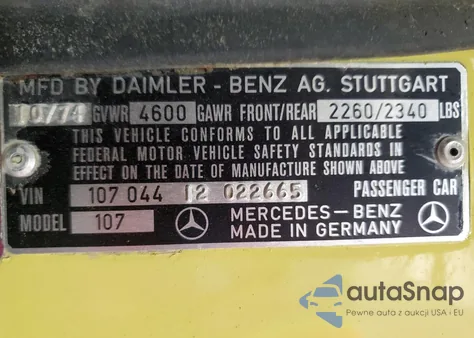 MFD BY DAIMLER - BENZ AG. STUTTGART
10/74 GVWR 4600 GAWR FRONT/REAR 2260/2340 LBS
THIS VEHICLE CONFORMS TO ALL APPLICABLE
FEDERAL MOTOR VEHICLE SAFETY STANDARDS IN
EFFECT ON THE DATE OF MANUFACTURE SHOWN ABOVE
VIN 107 044 12 022665 PASSENGER CAR
MODEL 107 MERCEDES-BENZ
MADE IN GERMANY
autoSnap
Pewne auta z aukcji USA i EU